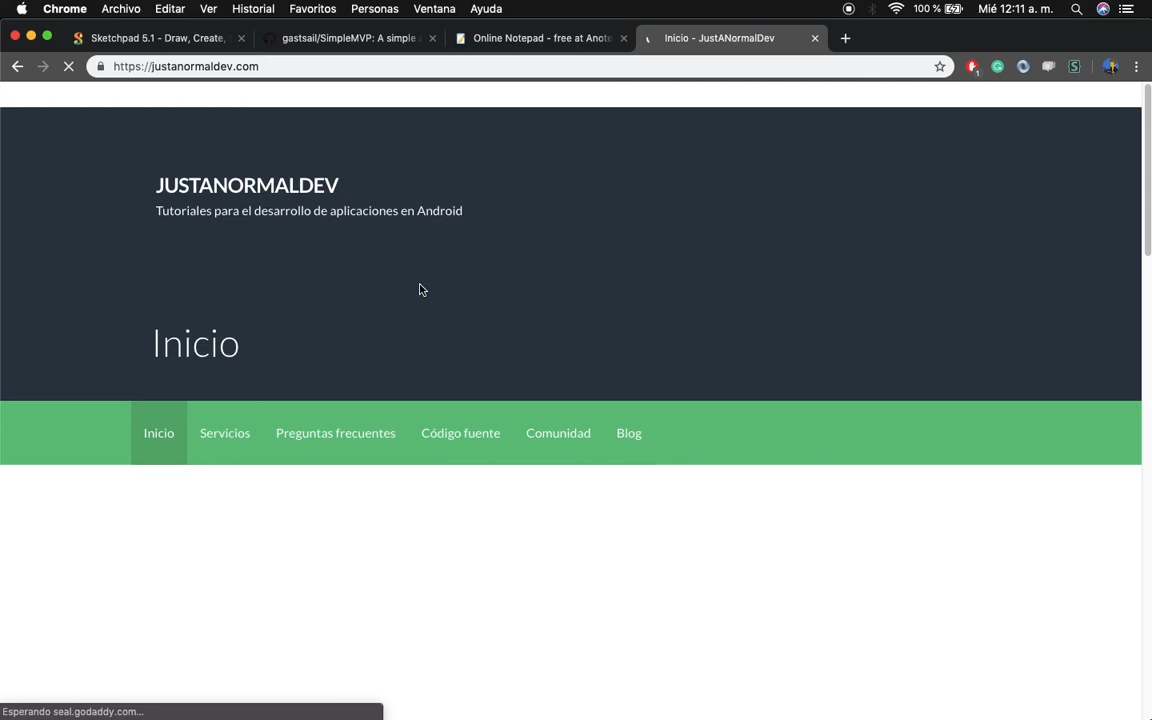 Chrome Archivo Editar Ver Historial Favoritos Personas Ventana Ayuda 100 % Mié 12:11 a. m.
Sketchpad 5.1 - Draw, Create, gastsail/SimpleMVP: A simple Online Notepad - free at Anote Inicio - JustANormalDev
https://justanormaldev.com
JUSTANORMALDEV
Tutoriales para el desarrollo de aplicaciones en Android
Inicio
Inicio Servicios Preguntas frecuentes Código fuente Comunidad Blog
Esperando seal.godaddy.com...